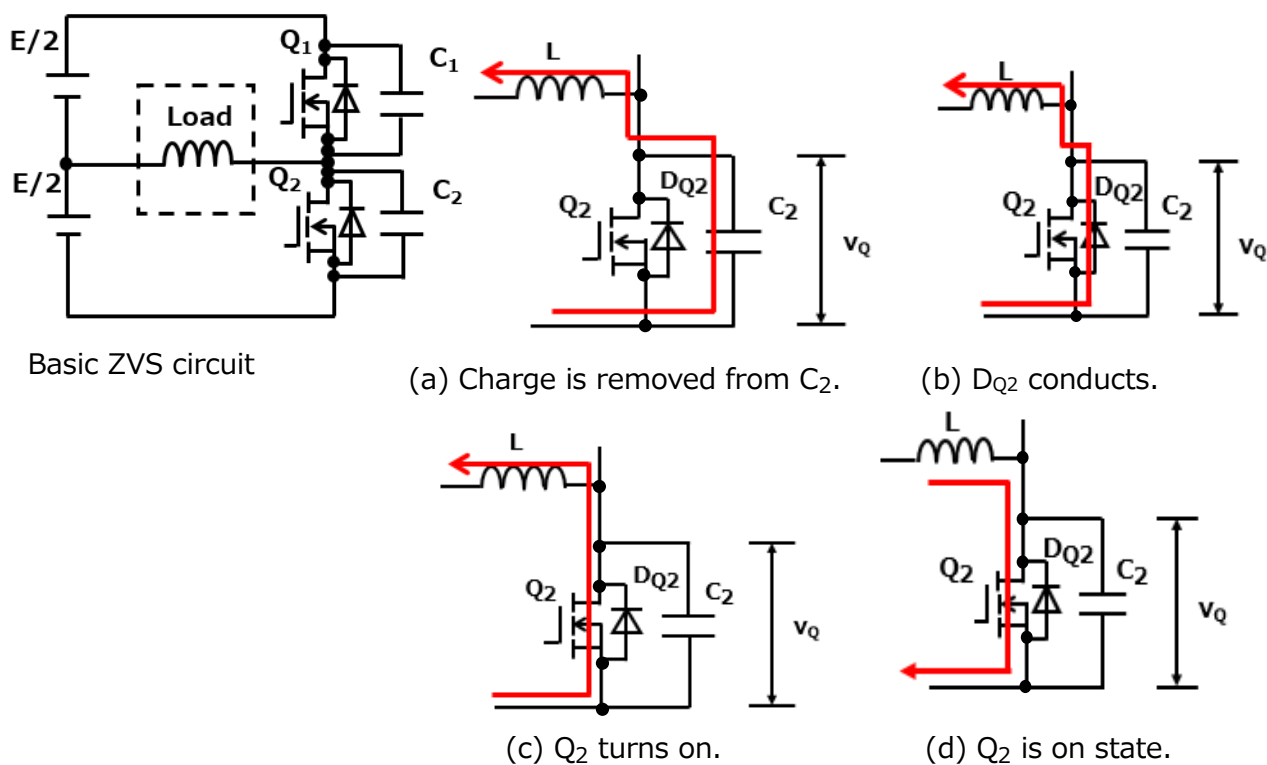 E/2
Q1
C1
Load
E/2
Q2
C2
Basic ZVS circuit
L
DQ2
Q2
C2
vQ
(a) Charge is removed from C2.
L
DQ2
Q2
C2
vQ
(b) DQ2 conducts.
L
DQ2
Q2
C2
vQ
(c) Q2 turns on.
L
DQ2
Q2
C2
vQ
(d) Q2 is on state.